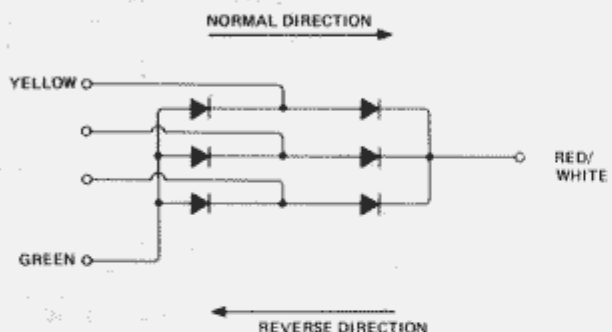 NORMAL DIRECTION
YELLOW
RED/
WHITE
GREEN
REVERSE DIRECTION